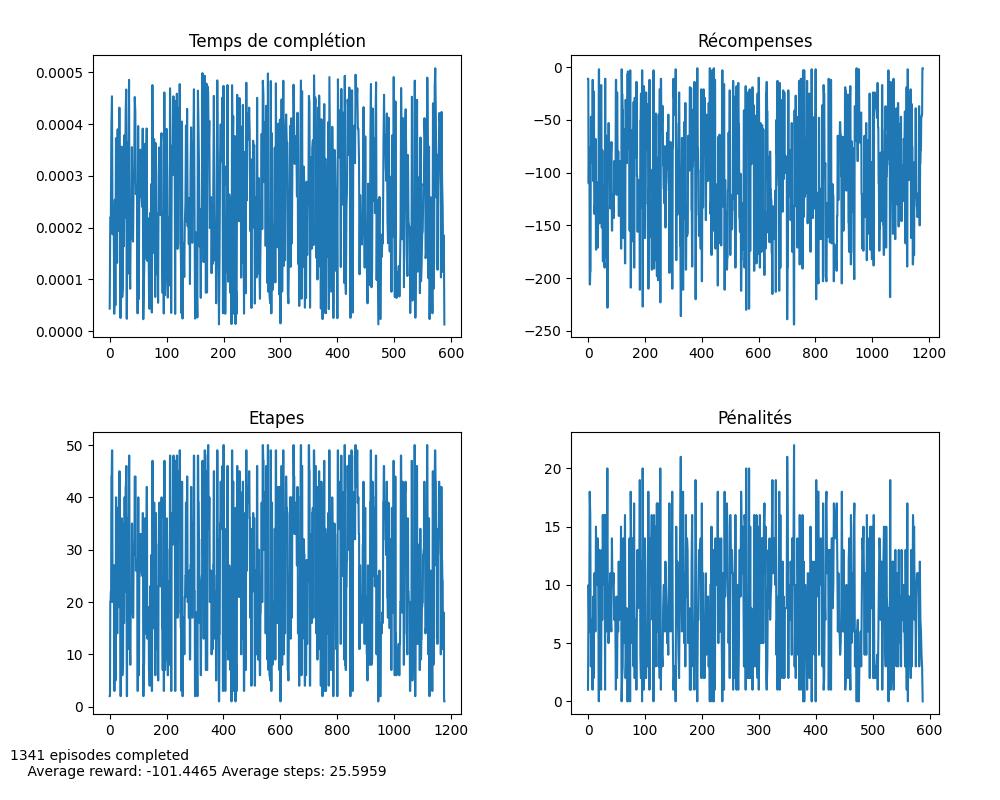 Temps de complétion
Récompenses
0.0005
0.0004
0.0003
0.0002
0.0001
0.0000
0 100 200 300 400 500 600
0
−50
−100
−150
−200
−250
0 200 400 600 800 1000 1200
Etapes
Pénalités
50
40
30
20
10
0
0 200 400 600 800 1000 1200
20
15
10
5
0
0 100 200 300 400 500 600
1341 episodes completed
Average reward: -101.4465 Average steps: 25.5959